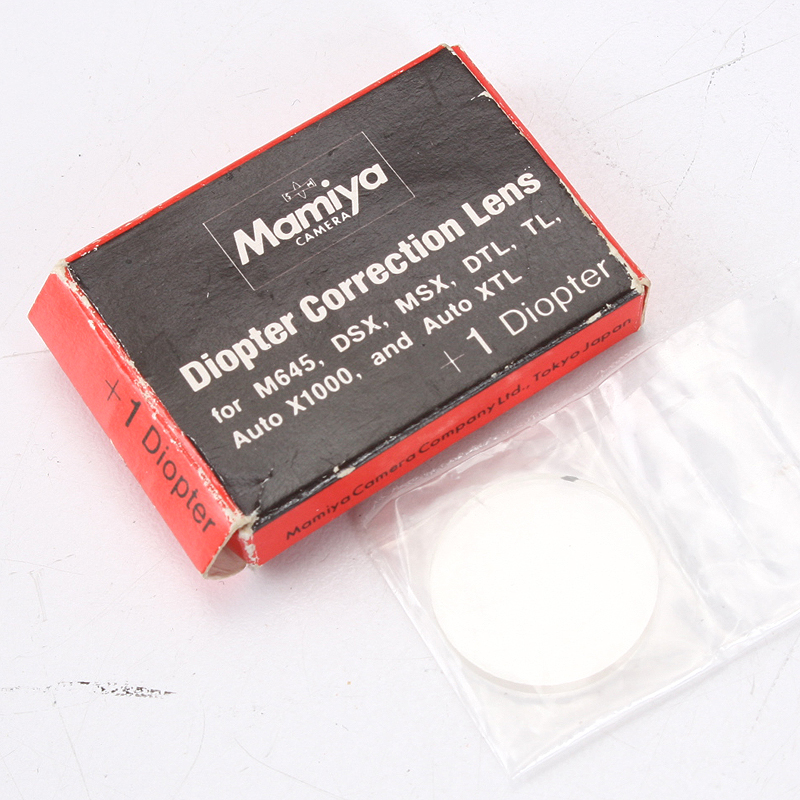 Mamiya
CAMERA
Diopter Correction Lens
for M645, DSX, MSX, DTL, TL,
Auto X1000, and Auto XTL
+1 Diopter
+1 Diopter
Mamiya Camera Company Ltd., Tokyo Japan